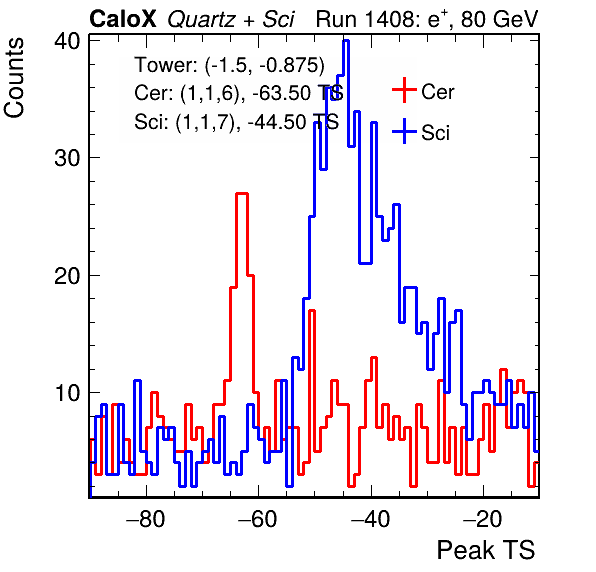 CaloX Quartz + Sci Run 1408: e+, 80 GeV
Counts
40
30
20
10
Tower: (-1.5, -0.875)
Cer: (1,1,6), -63.50 TS
Sci: (1,1,7), -44.50 TS
Cer
Sci
−80 −60 −40 −20
Peak TS